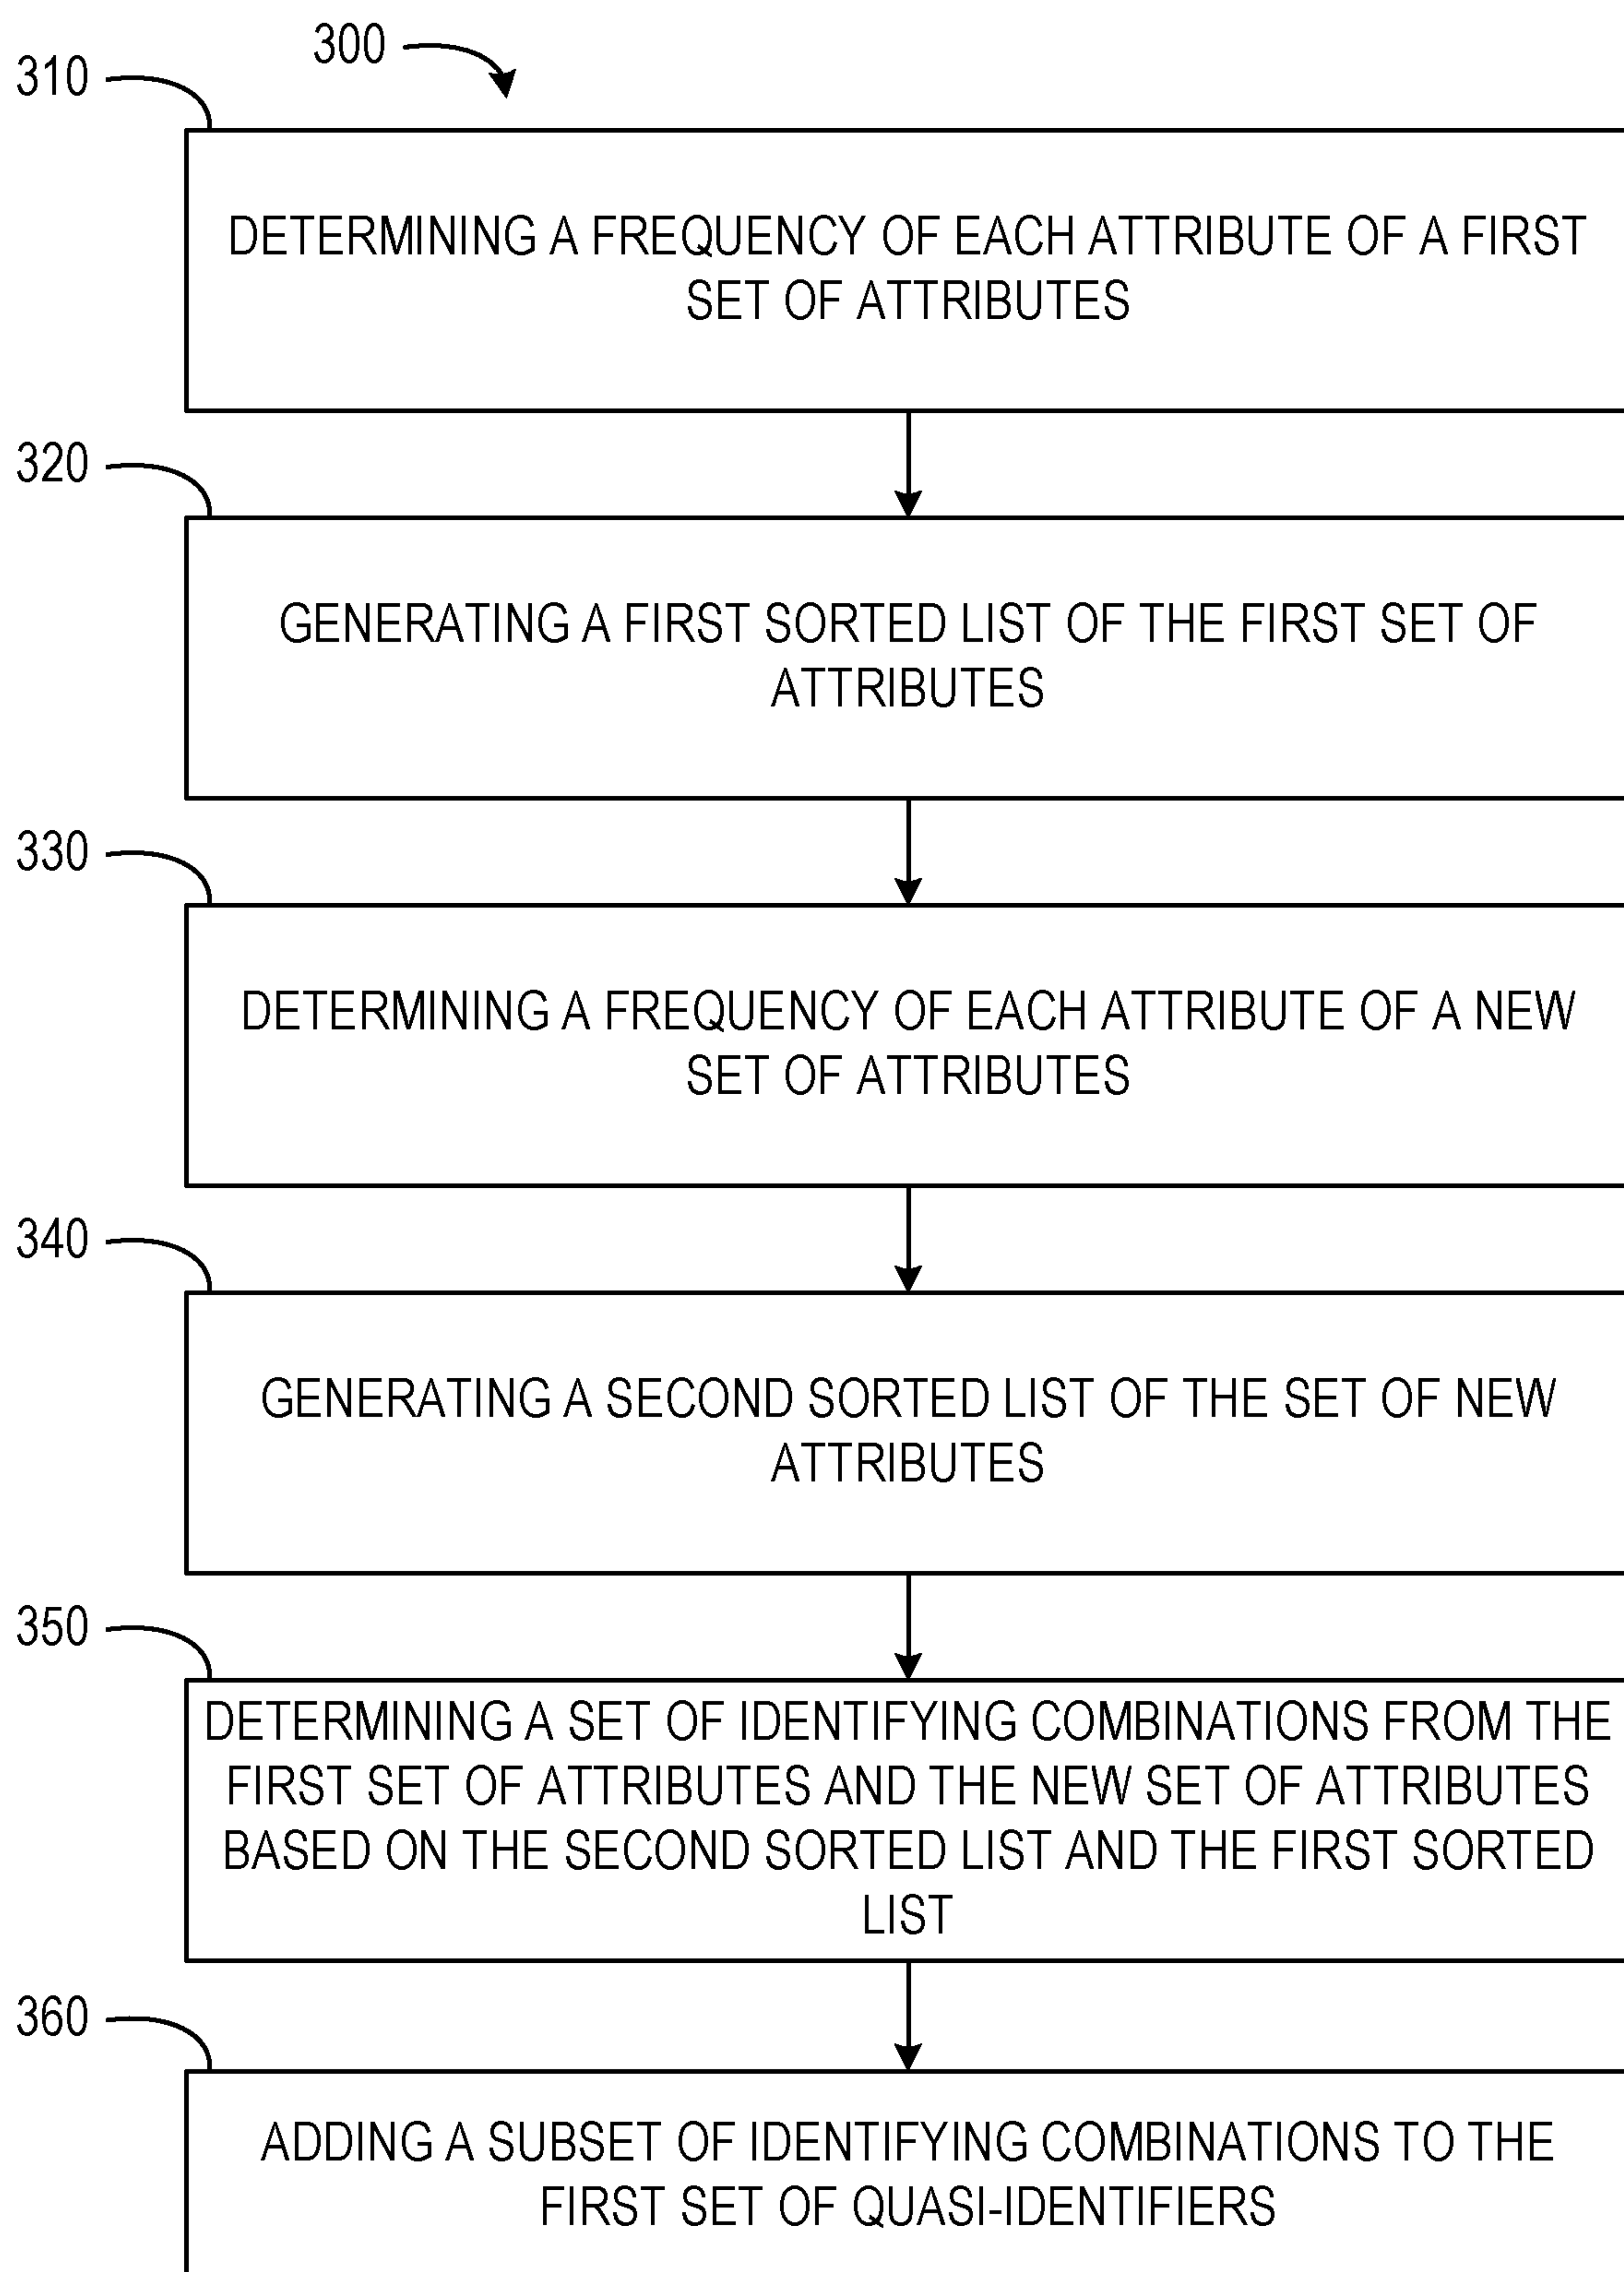 300
310
DETERMINING A FREQUENCY OF EACH ATTRIBUTE OF A FIRST
SET OF ATTRIBUTES
320
GENERATING A FIRST SORTED LIST OF THE FIRST SET OF
ATTRIBUTES
330
DETERMINING A FREQUENCY OF EACH ATTRIBUTE OF A NEW
SET OF ATTRIBUTES
340
GENERATING A SECOND SORTED LIST OF THE SET OF NEW
ATTRIBUTES
350
DETERMINING A SET OF IDENTIFYING COMBINATIONS FROM THE
FIRST SET OF ATTRIBUTES AND THE NEW SET OF ATTRIBUTES
BASED ON THE SECOND SORTED LIST AND THE FIRST SORTED
LIST
360
ADDING A SUBSET OF IDENTIFYING COMBINATIONS TO THE
FIRST SET OF QUASI-IDENTIFIERS